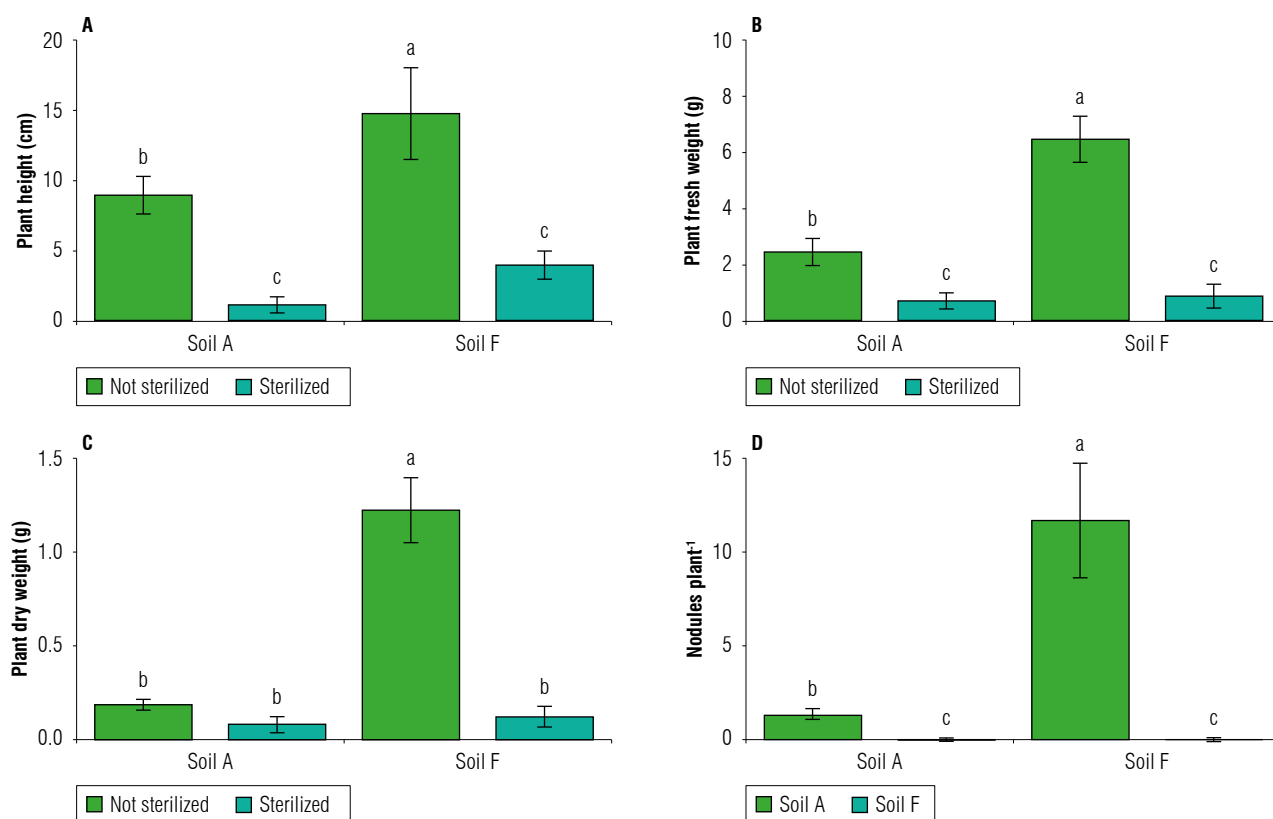 A
Plant height (cm)
20
15
10
5
0
b
c
a
c
Soil A
Soil F
Not sterilized
Sterilized
B
Plant fresh weight (g)
10
8
6
4
2
0
b
c
a
c
Soil A
Soil F
Not sterilized
Sterilized
C
Plant dry weight (g)
1.5
1.0
0.5
0.0
b
b
a
b
Soil A
Soil F
Not sterilized
Sterilized
D
Nodules plant⁻¹
15
10
5
0
b
c
a
c
Soil A
Soil F
Soil A
Soil F